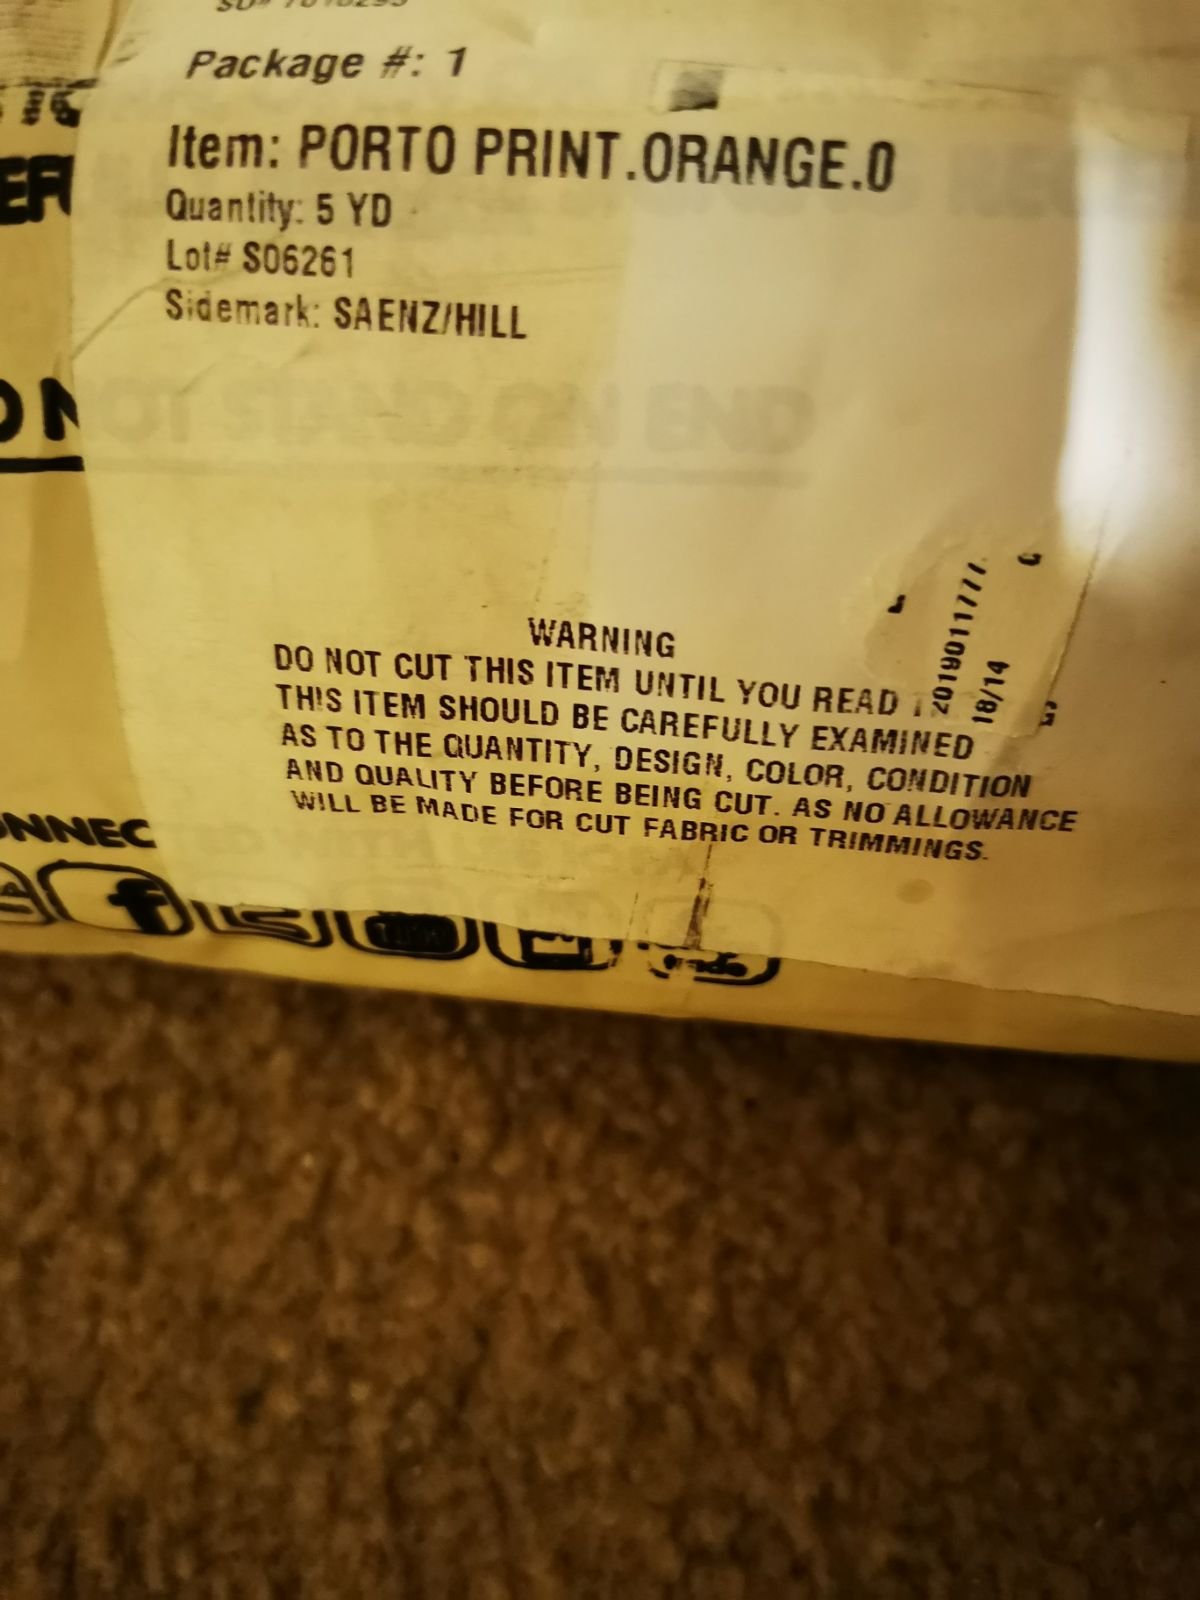 Package #: 1
Item: PORTO PRINT.ORANGE.0
Quantity: 5 YD
Lot# S06261
Sidemark: SAENZ/HILL
WARNING
DO NOT CUT THIS ITEM UNTIL YOU READ
THIS ITEM SHOULD BE CAREFULLY EXAMINED
AS TO THE QUANTITY, DESIGN, COLOR, CONDITION
AND QUALITY BEFORE BEING CUT. AS NO ALLOWANCE
WILL BE MADE FOR CUT FABRIC OR TRIMMINGS.
18/14
ONNEC